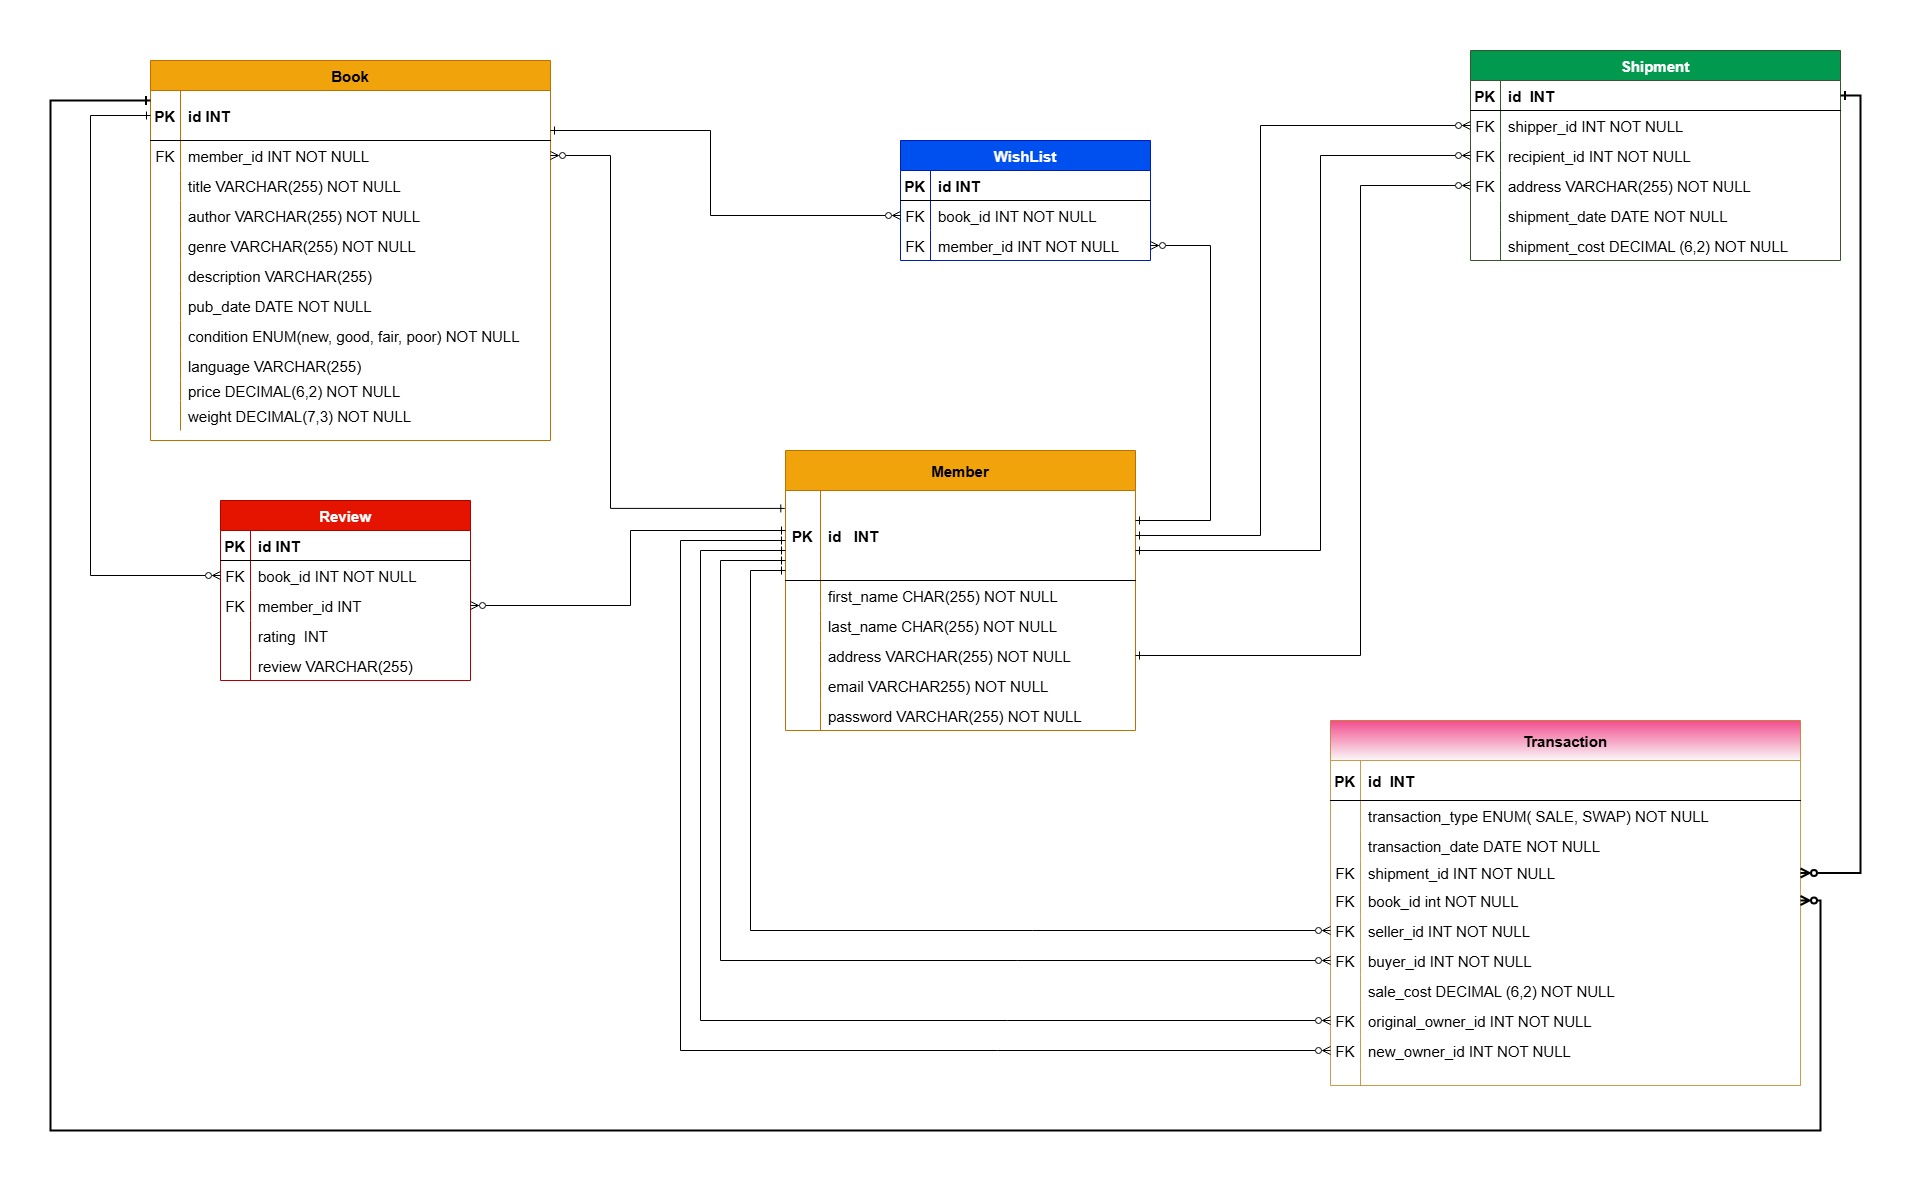 Book
PK id INT
FK member_id INT NOT NULL
title VARCHAR(255) NOT NULL
author VARCHAR(255) NOT NULL
genre VARCHAR(255) NOT NULL
description VARCHAR(255)
pub_date DATE NOT NULL
condition ENUM(new, good, fair, poor) NOT NULL
language VARCHAR(255)
price DECIMAL(6,2) NOT NULL
weight DECIMAL(7,3) NOT NULL
WishList
PK id INT
FK book_id INT NOT NULL
FK member_id INT NOT NULL
Shipment
PK id INT
FK shipper_id INT NOT NULL
FK recipient_id INT NOT NULL
FK address VARCHAR(255) NOT NULL
shipment_date DATE NOT NULL
shipment_cost DECIMAL (6,2) NOT NULL
Review
PK id INT
FK book_id INT NOT NULL
FK member_id INT
rating INT
review VARCHAR(255)
Member
PK id INT
first_name CHAR(255) NOT NULL
last_name CHAR(255) NOT NULL
address VARCHAR(255) NOT NULL
email VARCHAR255) NOT NULL
password VARCHAR(255) NOT NULL
Transaction
PK id INT
transaction_type ENUM( SALE, SWAP) NOT NULL
transaction_date DATE NOT NULL
FK shipment_id INT NOT NULL
FK book_id int NOT NULL
FK seller_id INT NOT NULL
FK buyer_id INT NOT NULL
sale_cost DECIMAL (6,2) NOT NULL
FK original_owner_id INT NOT NULL
FK new_owner_id INT NOT NULL